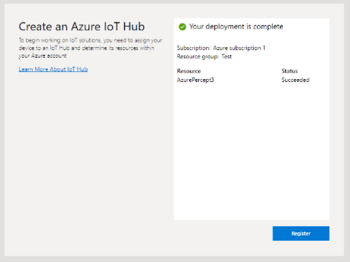 Create an Azure IoT Hub
To begin working on IoT solutions, you need to assign your
device to an IoT Hub and determine its resources within
your Azure account
Learn More About IoT Hub
Your deployment is complete
Subscription: Azure subscription 1
Resource group: Test
Resource Status
AzurePercept3 Succeeded
Register